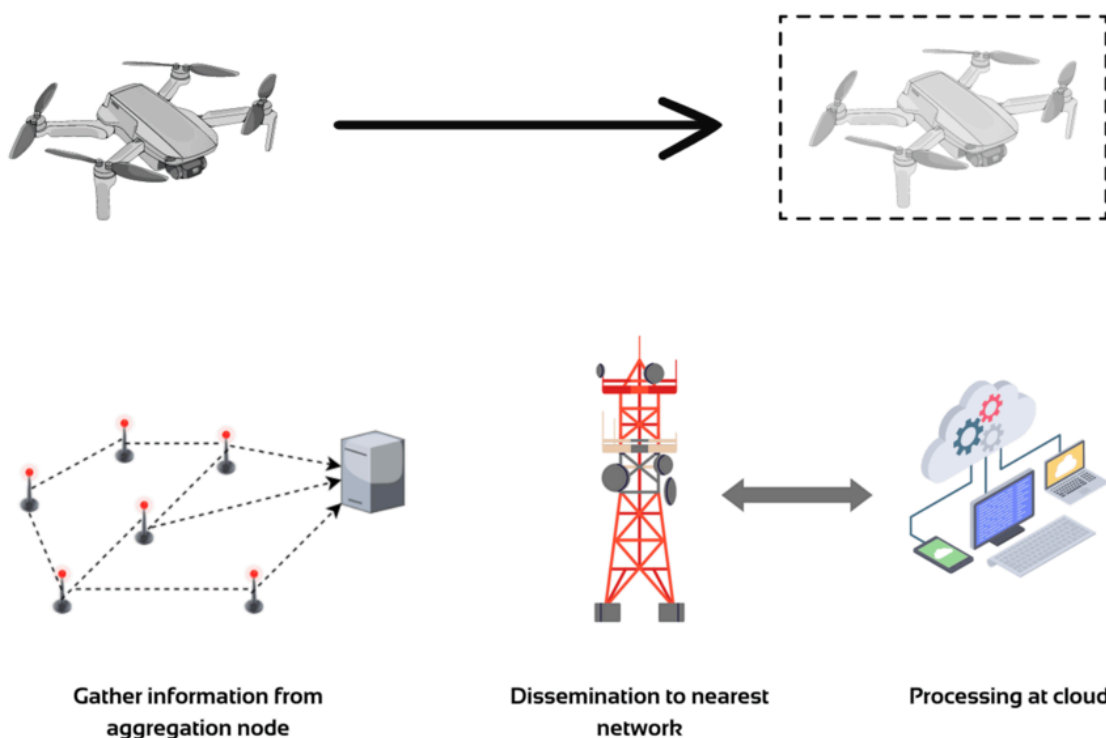 Gather information from
aggregation node
Dissemination to nearest
network
Processing at cloud